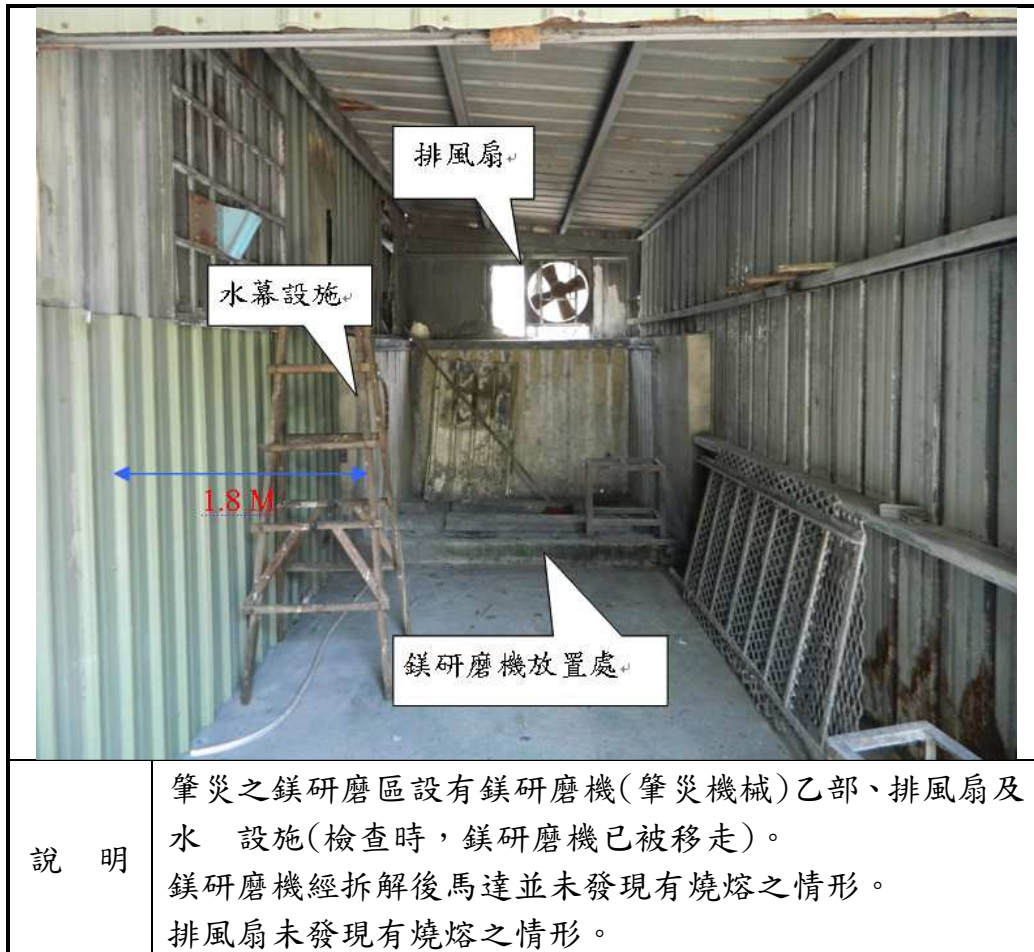 排風扇
水幕設施
1.8 M
鎂研磨機放置處
說 明
肇災之鎂研磨區設有鎂研磨機(肇災機械)乙部、排風扇及
水　設施(檢查時，鎂研磨機已被移走)。
鎂研磨機經拆解後馬達並未發現有燒熔之情形。
排風扇未發現有燒熔之情形。